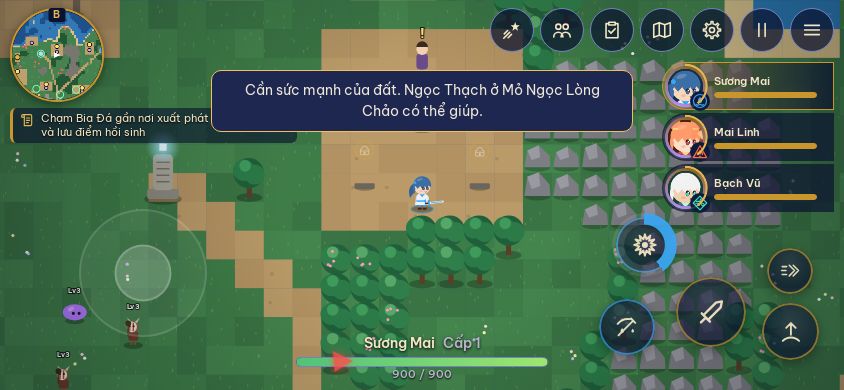 B
!
Cần sức mạnh của đất. Ngọc Thạch ở Mỏ Ngọc Lòng
Chảo có thể giúp.
Chạm Bia Đá gần nơi xuất phát
và lưu điểm hồi sinh
Sương Mai
Mai Linh
Bạch Vũ
Lv3
Lv3
Lv3
Sương Mai Cấp 1
900 / 900